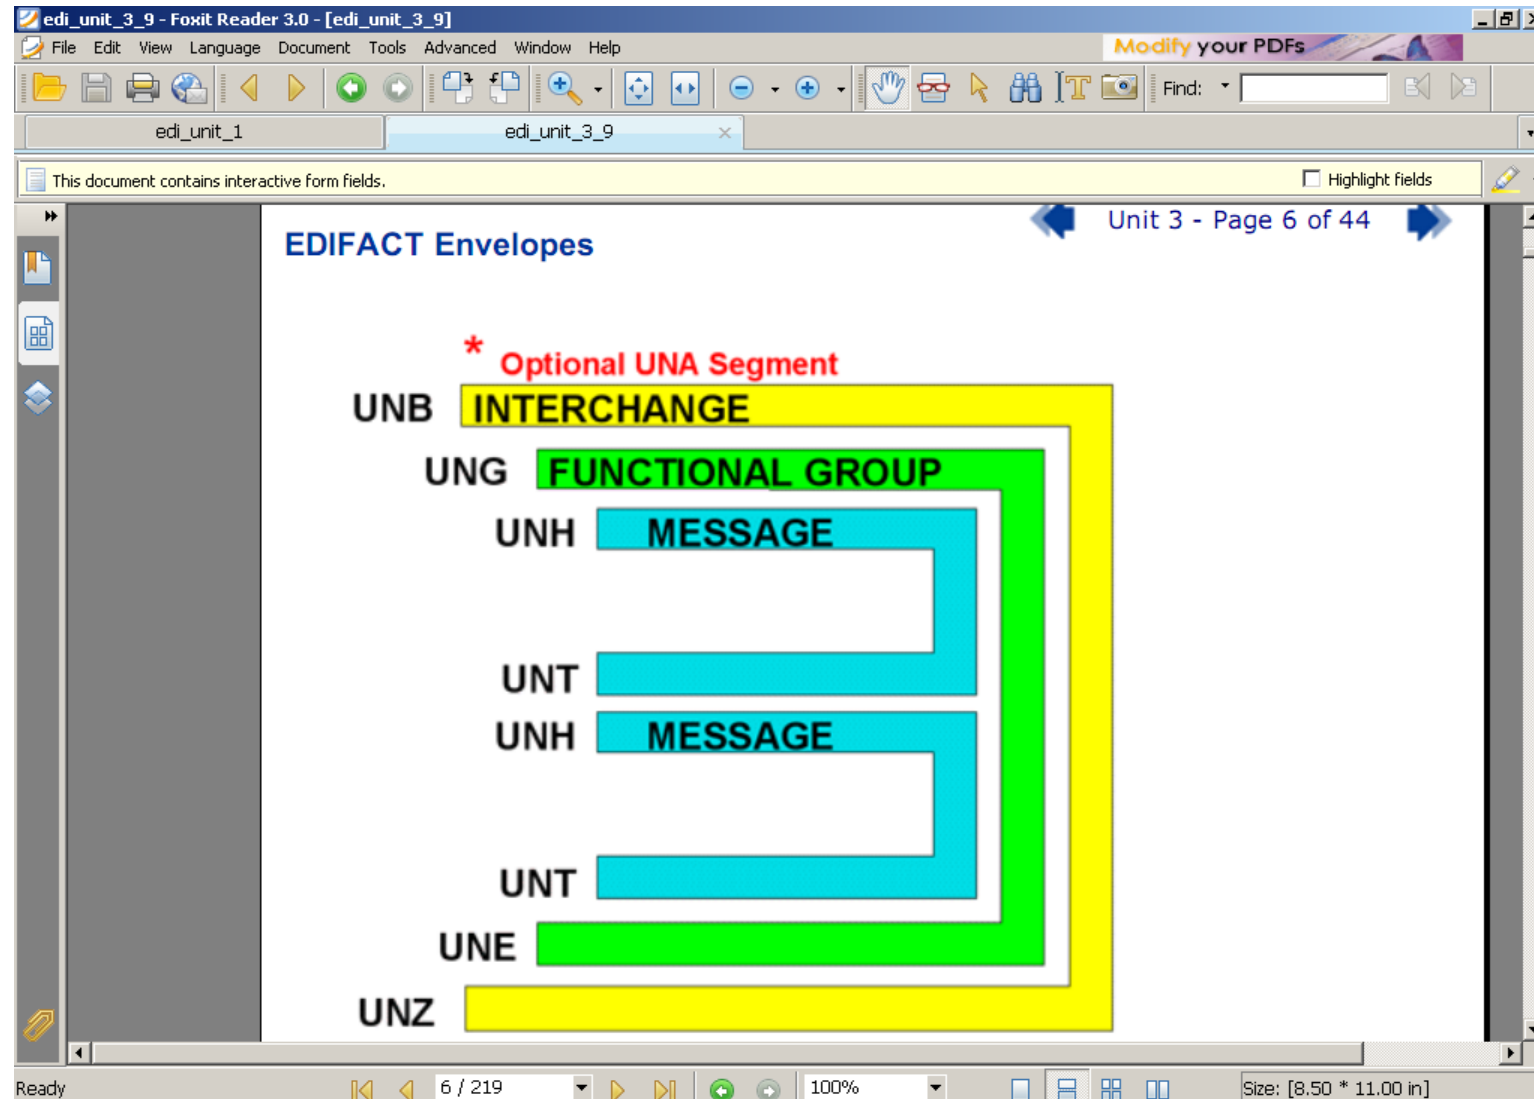 edi_unit_3_9 - Foxit Reader 3.0 - [edi_unit_3_9]
File Edit View Language Document Tools Advanced Window Help
Modify your PDFs
Find:
edi_unit_1
edi_unit_3_9
This document contains interactive form fields.
Highlight fields
Unit 3 - Page 6 of 44
EDIFACT Envelopes
* Optional UNA Segment
UNB INTERCHANGE
UNG FUNCTIONAL GROUP
UNH MESSAGE
UNT
UNH MESSAGE
UNT
UNE
UNZ
Ready
6 / 219
100%
Size: [8.50 * 11.00 in]